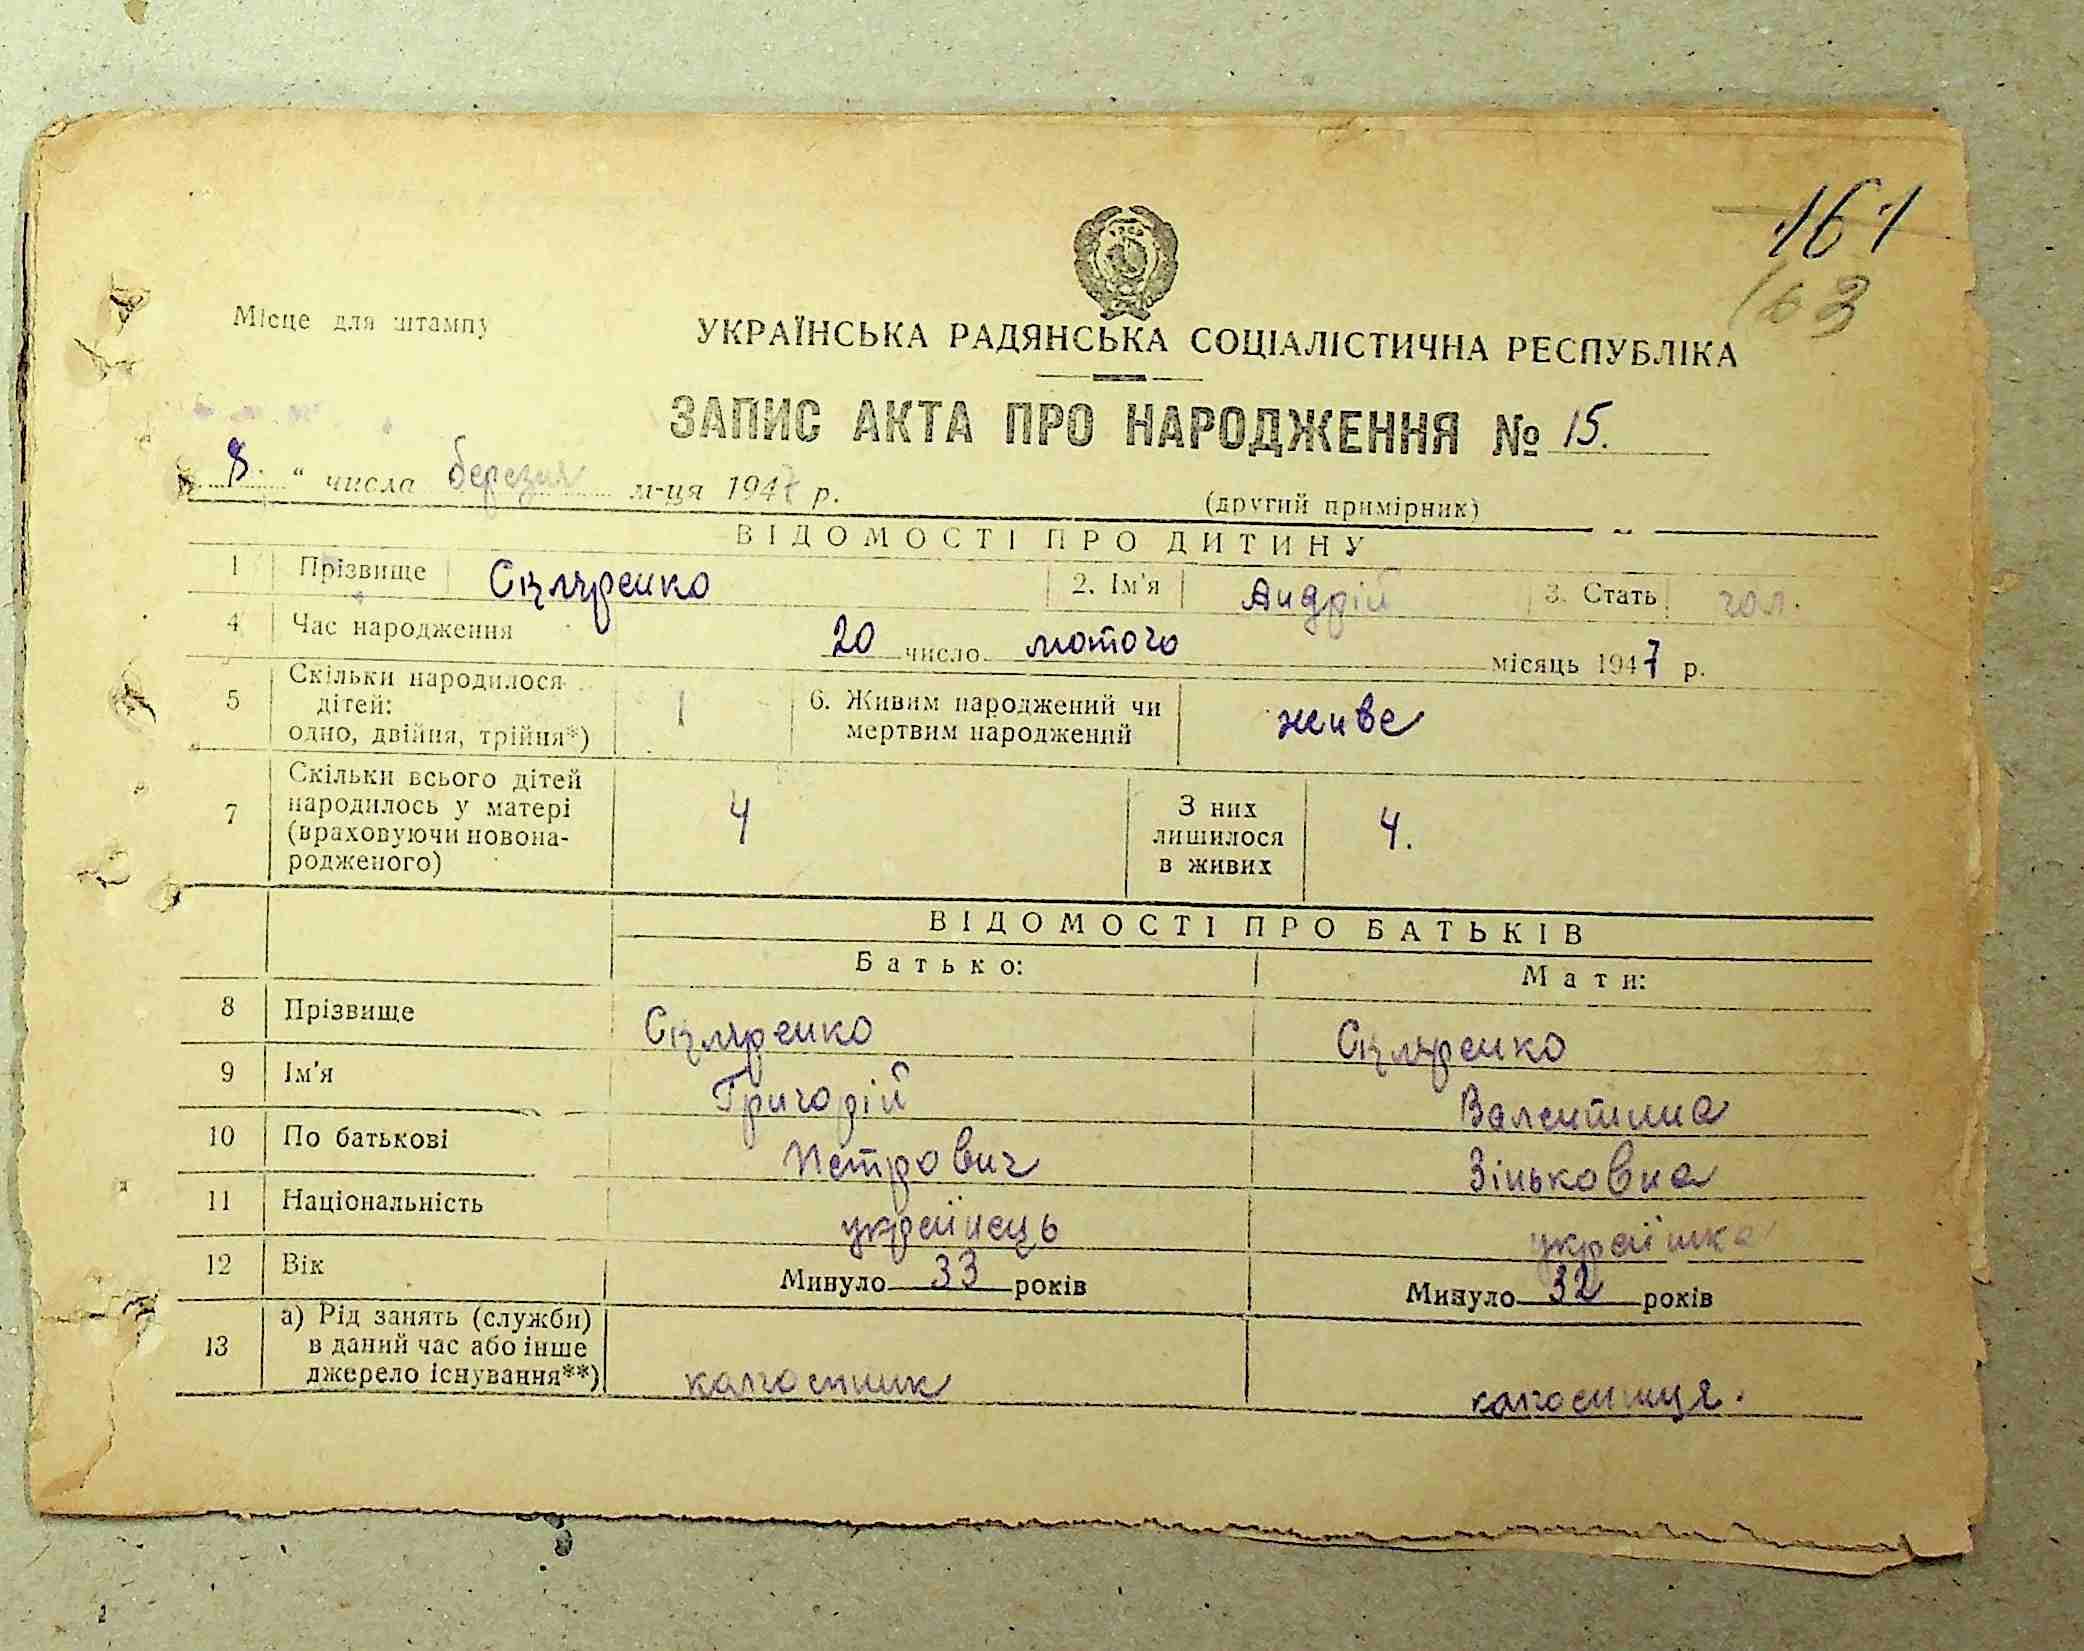 161
163
Місце для штампу
УКРАЇНСЬКА РАДЯНСЬКА СОЦІАЛІСТИЧНА РЕСПУБЛІКА
ЗАПИС АКТА ПРО НАРОДЖЕННЯ № 15.
8. " числа березня м-ця 1947 р.
(другий примірник)
ВІДОМОСТІ ПРО ДИТИНУ
1 Прізвище Скляренко 2. Ім'я Андрій 3. Стать чол.
4 Час народження 20 число лютого місяць 1947 р.
5 Скільки народилося дітей: одно, двійня, трійня*) 1 6. Живим народжений чи мертвим народжений живе
7 Скільки всього дітей народилось у матері (враховуючи новонародженого) 4 З них лишилося в живих 4.
ВІДОМОСТІ ПРО БАТЬКІВ
Батько: Мати:
8 Прізвище Скляренко Скляренко
9 Ім'я Григорій Валентина
10 По батькові Петрович Зіньковна
11 Національність українець українка
12 Вік Минуло 33 років Минуло 32 років
13 а) Рід занять (служби) в даний час або інше джерело існування**) колгоспник колгоспниця.